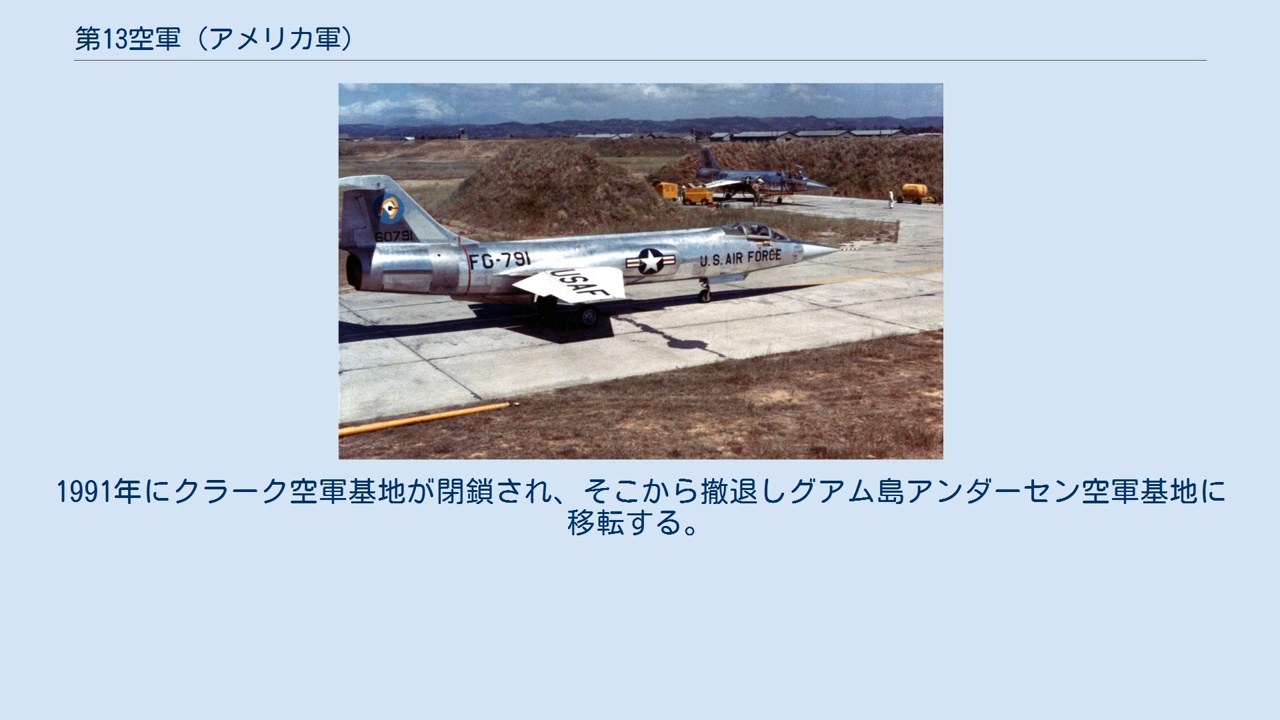 第13空軍（アメリカ軍）
60791
FG-791
USAF
U.S. AIR FORCE
1991年にクラーク空軍基地が閉鎖され、そこから撤退しグアム島アンダーセン空軍基地に
移転する。